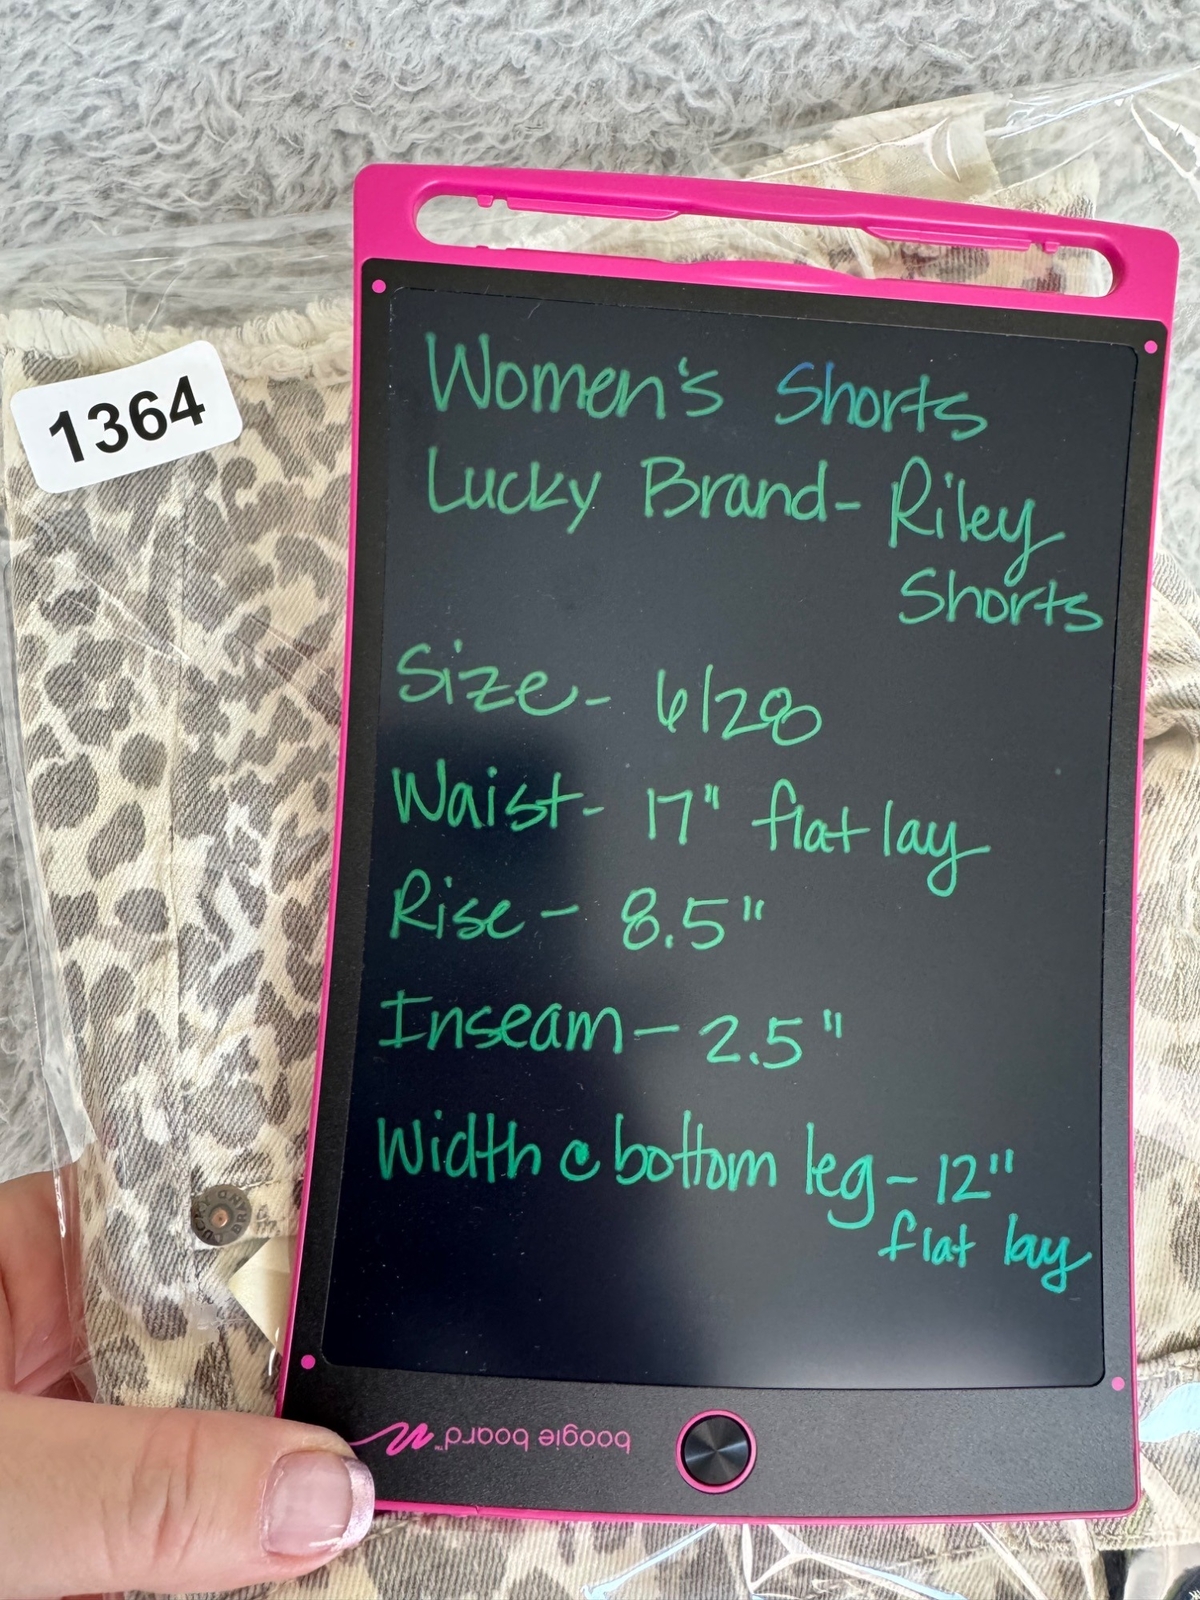 1364
Women's Shorts
Lucky Brand- Riley
Shorts
Size- 6/28
Waist- 17" flat lay
Rise- 8.5"
Inseam- 2.5"
Width @ bottom leg- 12"
flat lay
boogie board™